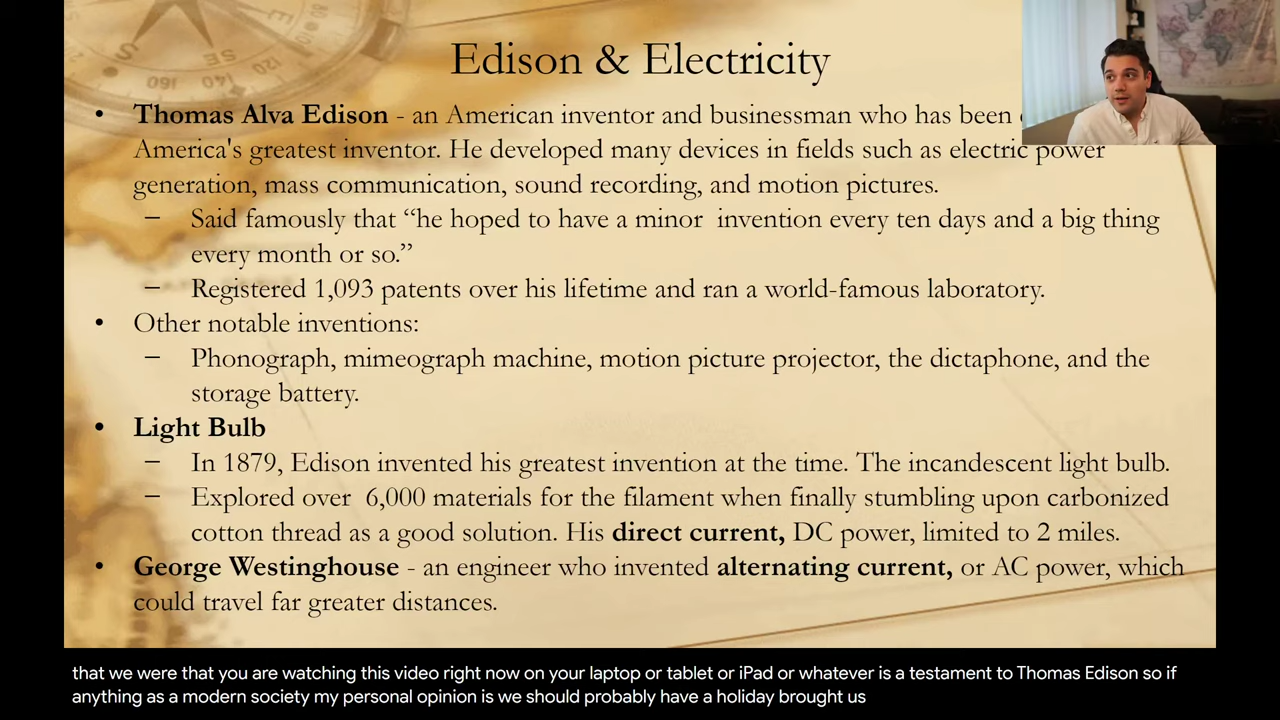 Edison & Electricity
• Thomas Alva Edison - an American inventor and businessman who has been
America's greatest inventor. He developed many devices in fields such as electric power
generation, mass communication, sound recording, and motion pictures.
– Said famously that “he hoped to have a minor invention every ten days and a big thing
every month or so.”
– Registered 1,093 patents over his lifetime and ran a world-famous laboratory.
• Other notable inventions:
– Phonograph, mimeograph machine, motion picture projector, the dictaphone, and the
storage battery.
• Light Bulb
– In 1879, Edison invented his greatest invention at the time. The incandescent light bulb.
– Explored over 6,000 materials for the filament when finally stumbling upon carbonized
cotton thread as a good solution. His direct current, DC power, limited to 2 miles.
• George Westinghouse - an engineer who invented alternating current, or AC power, which
could travel far greater distances.
that we were that you are watching this video right now on your laptop or tablet or iPad or whatever is a testament to Thomas Edison so if
anything as a modern society my personal opinion is we should probably have a holiday brought us
S
SE
160
140
120